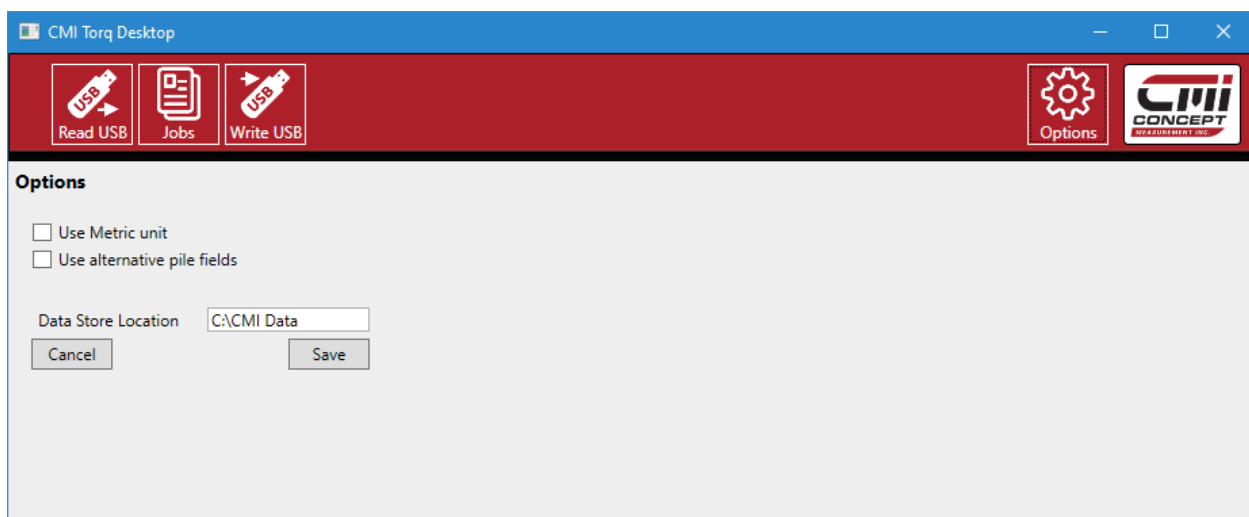 CMI Torq Desktop
USB
Read USB
Jobs
USB
Write USB
Options
CMI
CONCEPT
MEASUREMENT INC.
Options
Use Metric unit
Use alternative pile fields
Data Store Location C:\CMI Data
Cancel Save